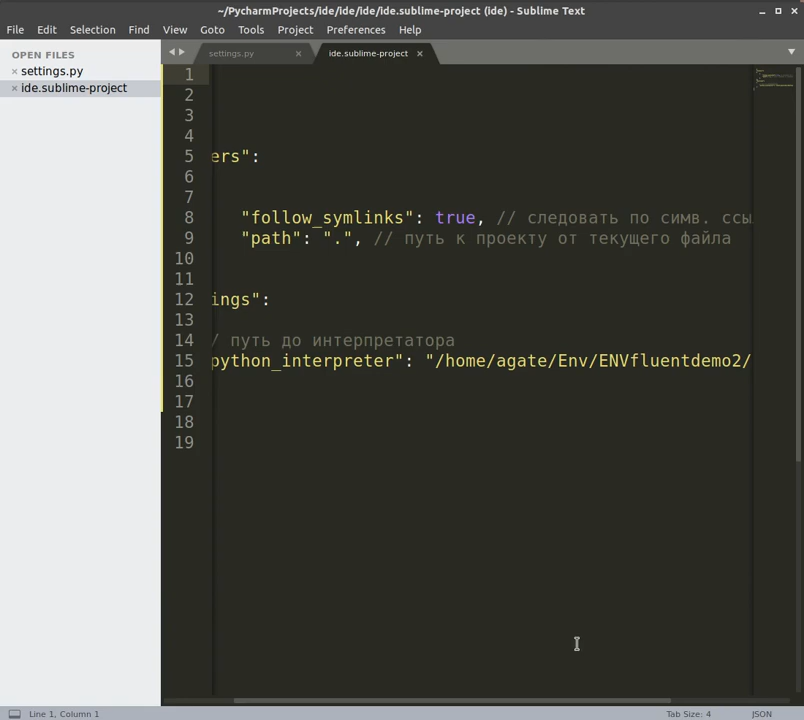 ~/PycharmProjects/ide/ide/ide/ide.sublime-project (ide) - Sublime Text
File Edit Selection Find View Goto Tools Project Preferences Help
OPEN FILES
settings.py
ide.sublime-project
settings.py ide.sublime-project
1
2
3
4
5 ers":
6
7
8 "follow_symlinks": true, // следовать по симв. ссы
9 "path": ".", // путь к проекту от текущего файла
10
11
12 ings":
13
14 / путь до интерпретатора
15 python_interpreter": "/home/agate/Env/ENVfluentdemo2/
16
17
18
19
Line 1, Column 1 Tab Size: 4 JSON